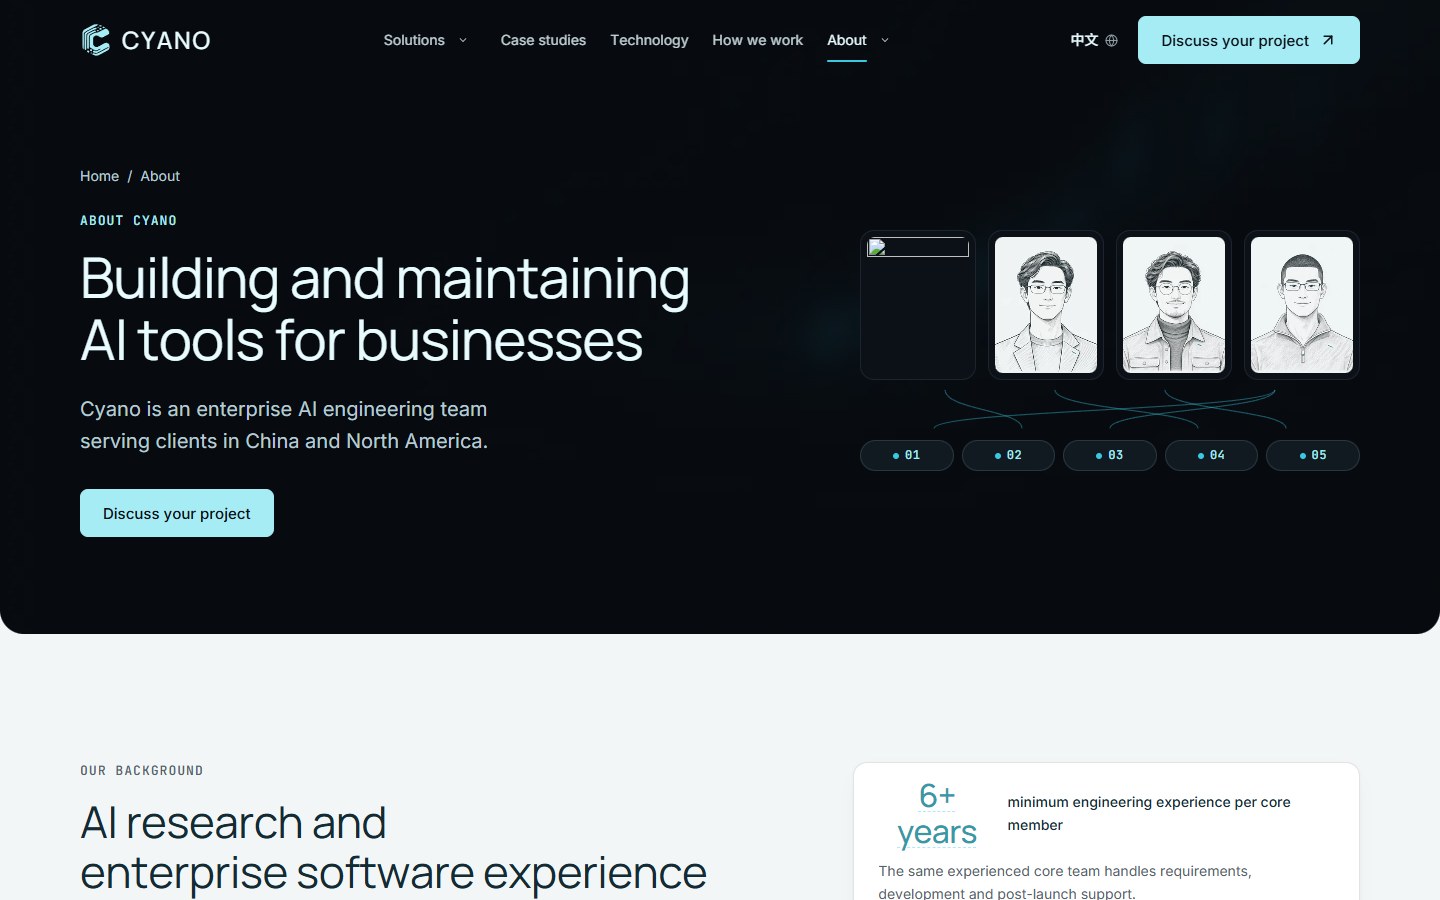 CYANO
Solutions
Case studies
Technology
How we work
About
中文
Discuss your project
Home / About
ABOUT CYANO
Building and maintaining
AI tools for businesses
Cyano is an enterprise AI engineering team
serving clients in China and North America.
Discuss your project
01
02
03
04
05
OUR BACKGROUND
AI research and
enterprise software experience
6+
years
minimum engineering experience per core
member
The same experienced core team handles requirements,
development and post-launch support.